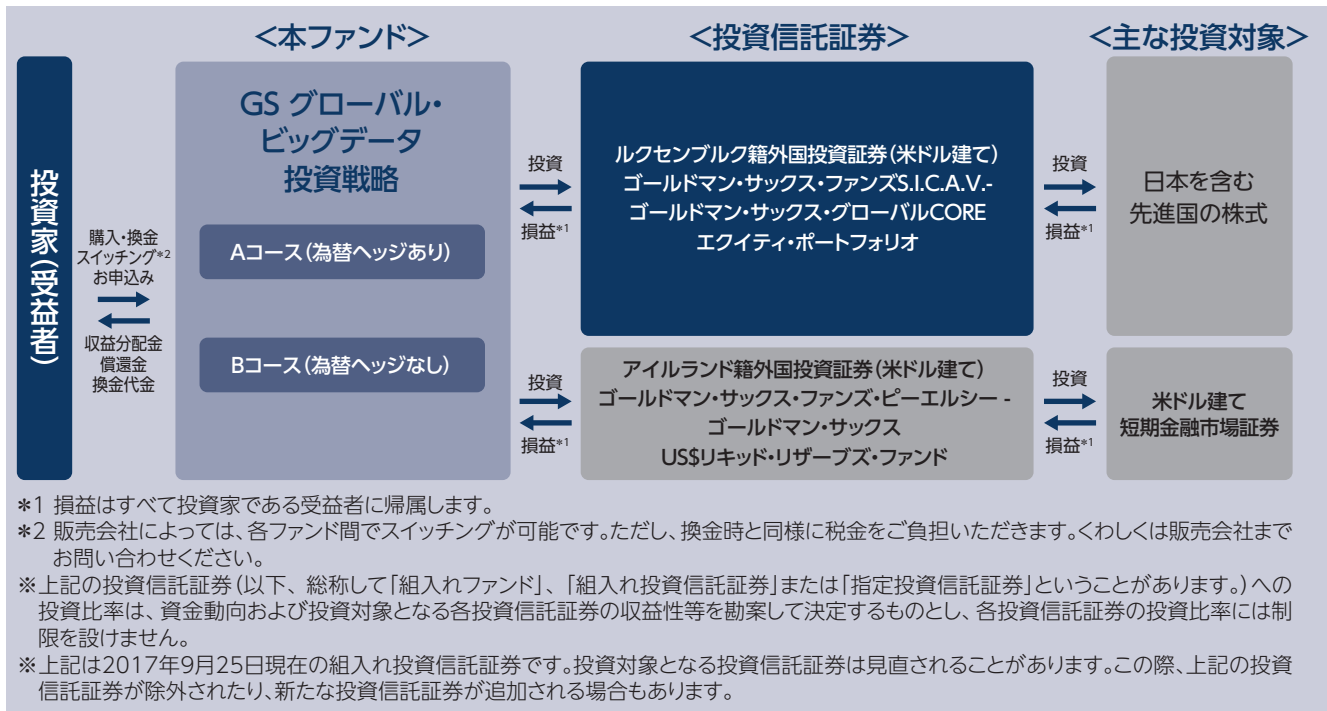 <本ファンド>
<投資信託証券>
<主な投資対象>
投資家(受益者)
購入・換金
スイッチング*2
お申込み
収益分配金
償還金
換金代金
GS グローバル・
ビッグデータ
投資戦略
Aコース(為替ヘッジあり)
Bコース(為替ヘッジなし)
投資
損益*1
投資
損益*1
ルクセンブルク籍外国投資証券(米ドル建て)
ゴールドマン・サックス・ファンズS.I.C.A.V.-
ゴールドマン・サックス・グローバルCORE
エクイティ・ポートフォリオ
アイルランド籍外国投資証券(米ドル建て)
ゴールドマン・サックス・ファンズ・ピーエルシー -
ゴールドマン・サックス
US$リキッド・リザーブズ・ファンド
投資
損益*1
投資
損益*1
日本を含む
先進国の株式
米ドル建て
短期金融市場証券
*1 損益はすべて投資家である受益者に帰属します。
*2 販売会社によっては、各ファンド間でスイッチングが可能です。ただし、換金時と同様に税金をご負担いただきます。くわしくは販売会社まで
お問い合わせください。
※上記の投資信託証券(以下、総称して「組入れファンド」、「組入れ投資信託証券」または「指定投資信託証券」ということがあります。)への
投資比率は、資金動向および投資対象となる各投資信託証券の収益性等を勘案して決定するものとし、各投資信託証券の投資比率には制
限を設けません。
※上記は2017年9月25日現在の組入れ投資信託証券です。投資対象となる投資信託証券は見直されることがあります。この際、上記の投資
信託証券が除外されたり、新たな投資信託証券が追加される場合もあります。